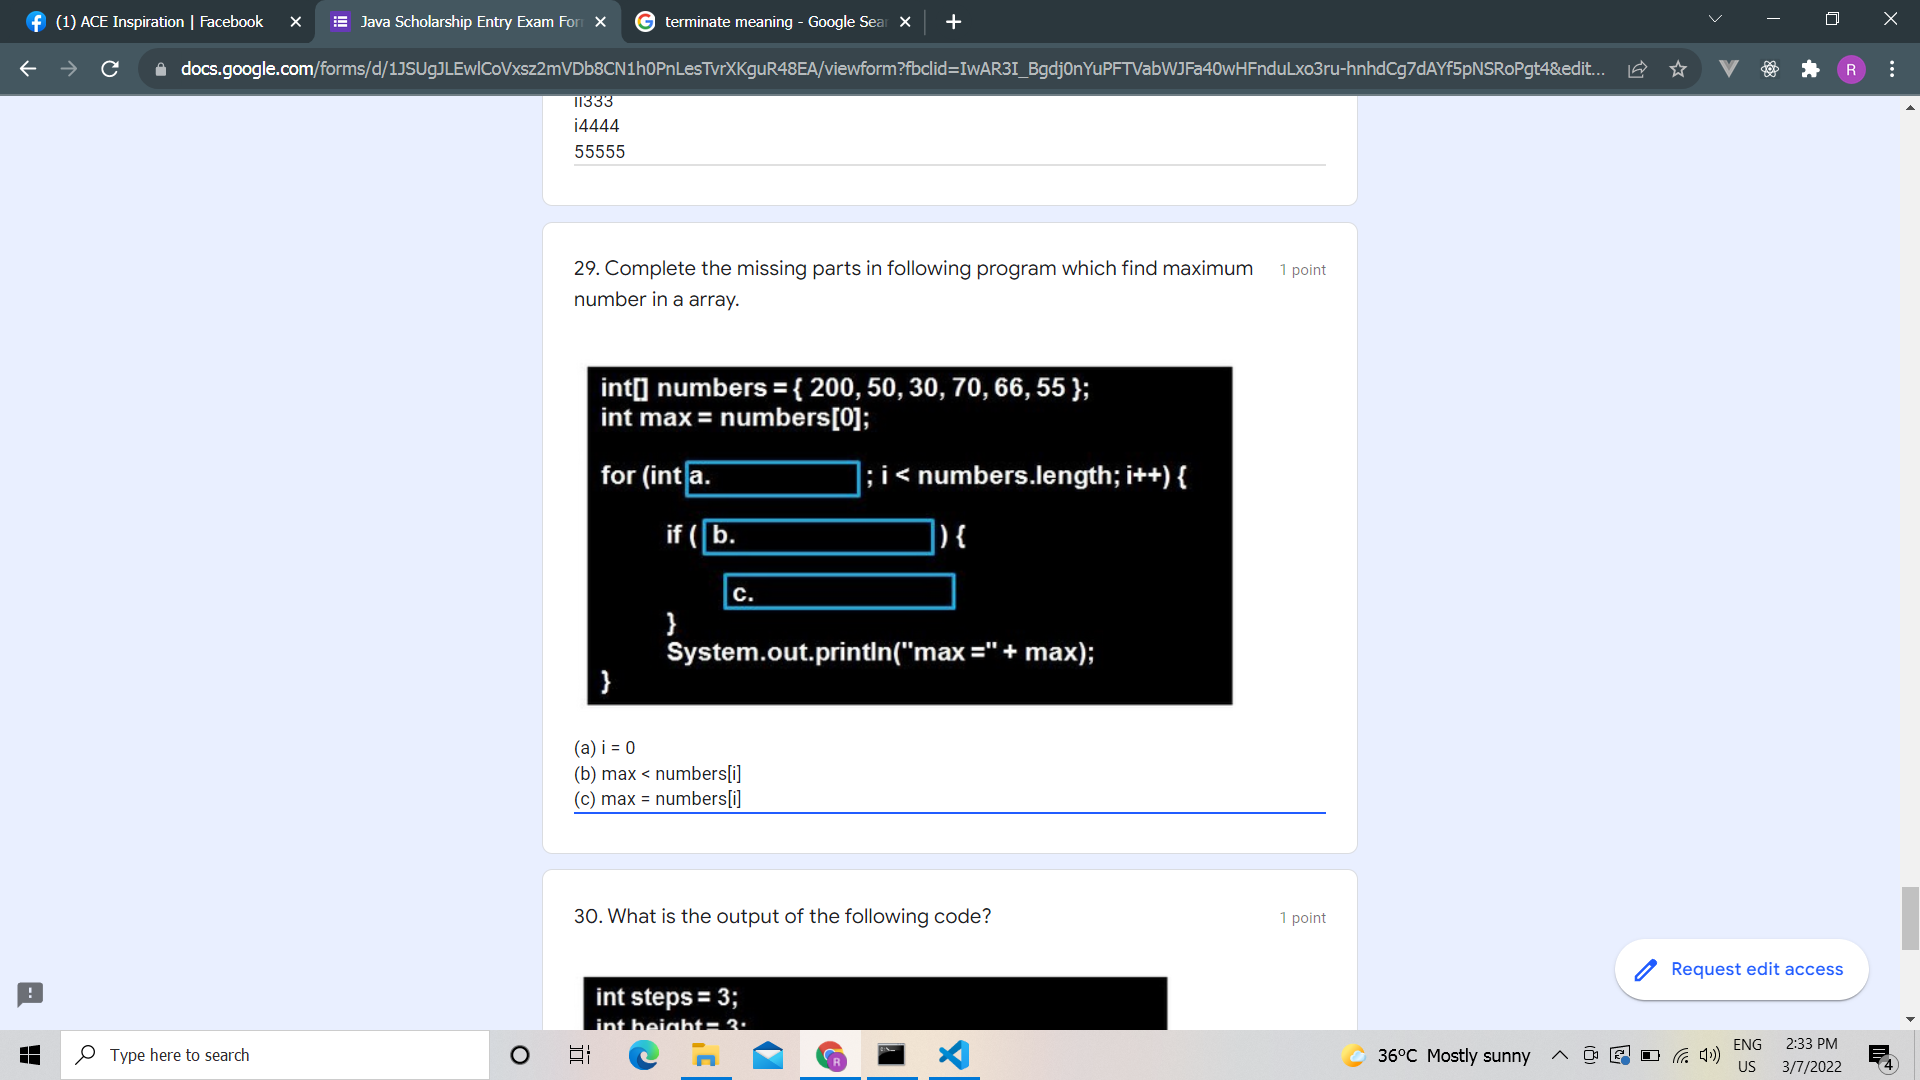 (1) ACE Inspiration | Facebook
Java Scholarship Entry Exam For
terminate meaning - Google Sear
docs.google.com/forms/d/1JSUgJLEwlCoVxsz2mVDb8CN1h0PnLesTvrXKguR48EA/viewform?fbclid=IwAR3I_Bgdj0nYuPFTVabWJFa40wHFnduLxo3ru-hnhdCg7dAYf5pNSRoPgt4&edit...
R
ii333
i4444
55555
29. Complete the missing parts in following program which find maximum
number in a array.
1 point
int[] numbers = { 200, 50, 30, 70, 66, 55 };
int max = numbers[0];
for (int a. ; i < numbers.length; i++) {
if ( b. ) {
c.
}
System.out.println("max =" + max);
}
(a) i = 0
(b) max < numbers[i]
(c) max = numbers[i]
30. What is the output of the following code?
1 point
int steps = 3;
int height = 3;
Request edit access
Type here to search
R
36°C Mostly sunny
ENG
US
2:33 PM
3/7/2022
4